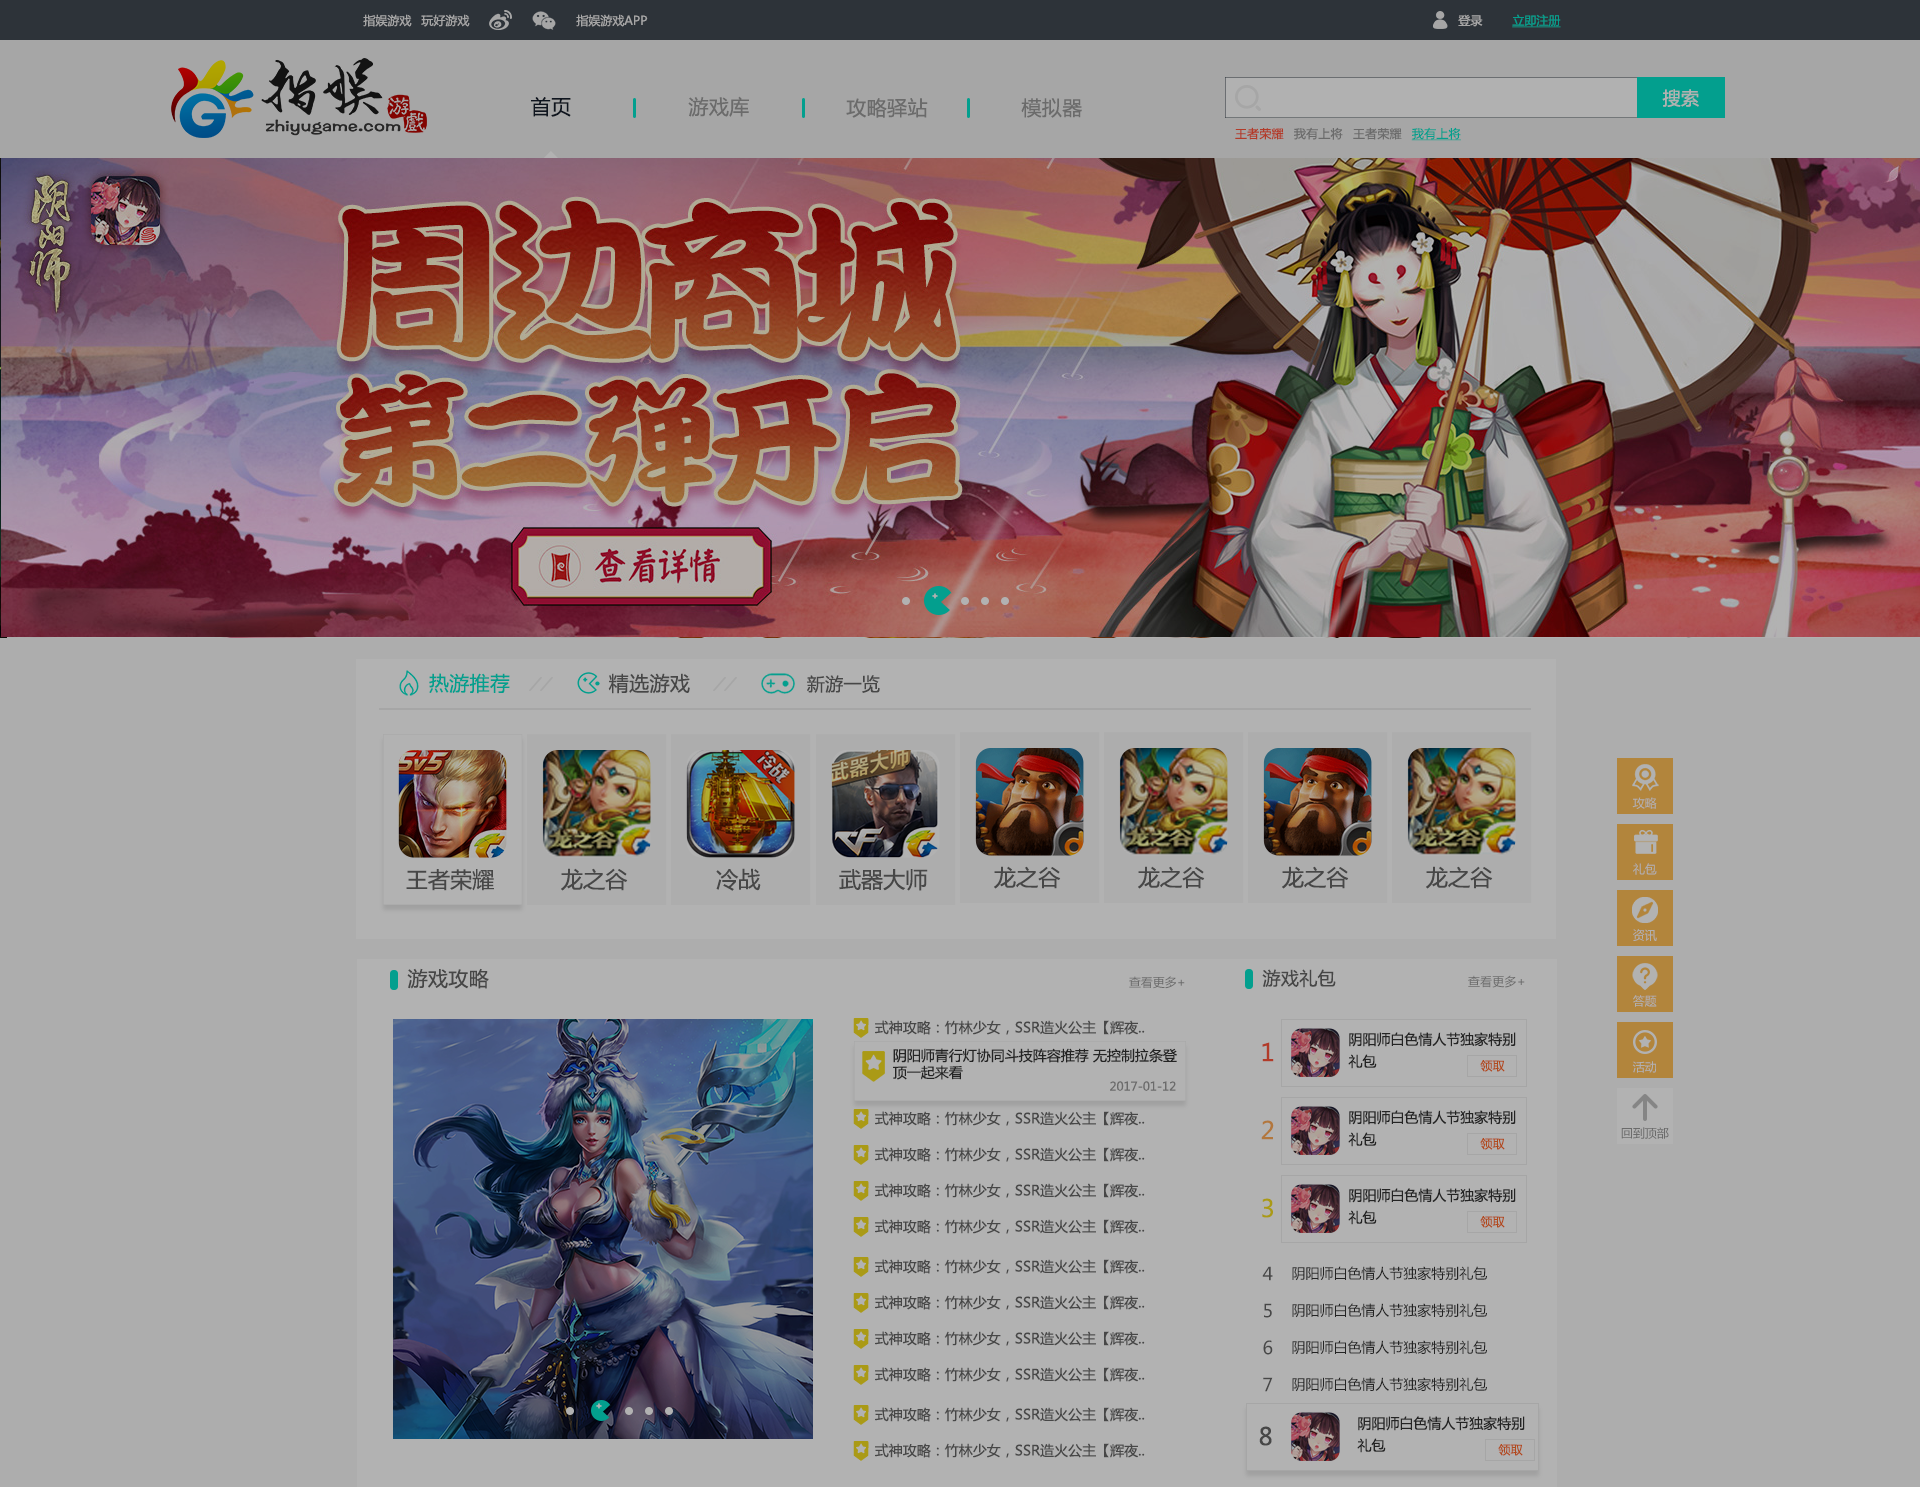 指娱游戏 玩好游戏 指娱游戏APP 登录 立即注册
指娱游戏
zhiyugame.com
首页 游戏库 攻略驿站 模拟器
搜索
王者荣耀 我有上将 王者荣耀 我有上将
阴阳师
周边商城
第二弹开启
查看详情
热游推荐 // 精选游戏 // 新游一览
5v5
冷战
武器大师
CF
龙之谷
龙之谷
龙之谷
王者荣耀 龙之谷 冷战 武器大师 龙之谷 龙之谷 龙之谷 龙之谷
攻略
礼包
资讯
答题
活动
回到顶部
游戏攻略 查看更多+
式神攻略：竹林少女，SSR造火公主【辉夜..
阴阳师青行灯协同斗技阵容推荐 无控制拉条登
顶一起来看
2017-01-12
式神攻略：竹林少女，SSR造火公主【辉夜..
式神攻略：竹林少女，SSR造火公主【辉夜..
式神攻略：竹林少女，SSR造火公主【辉夜..
式神攻略：竹林少女，SSR造火公主【辉夜..
式神攻略：竹林少女，SSR造火公主【辉夜..
式神攻略：竹林少女，SSR造火公主【辉夜..
式神攻略：竹林少女，SSR造火公主【辉夜..
式神攻略：竹林少女，SSR造火公主【辉夜..
式神攻略：竹林少女，SSR造火公主【辉夜..
式神攻略：竹林少女，SSR造火公主【辉夜..
游戏礼包 查看更多+
1 阴阳师白色情人节独家特别
礼包 领取
2 阴阳师白色情人节独家特别
礼包 领取
3 阴阳师白色情人节独家特别
礼包 领取
4 阴阳师白色情人节独家特别礼包
5 阴阳师白色情人节独家特别礼包
6 阴阳师白色情人节独家特别礼包
7 阴阳师白色情人节独家特别礼包
8 阴阳师白色情人节独家特别
礼包 领取